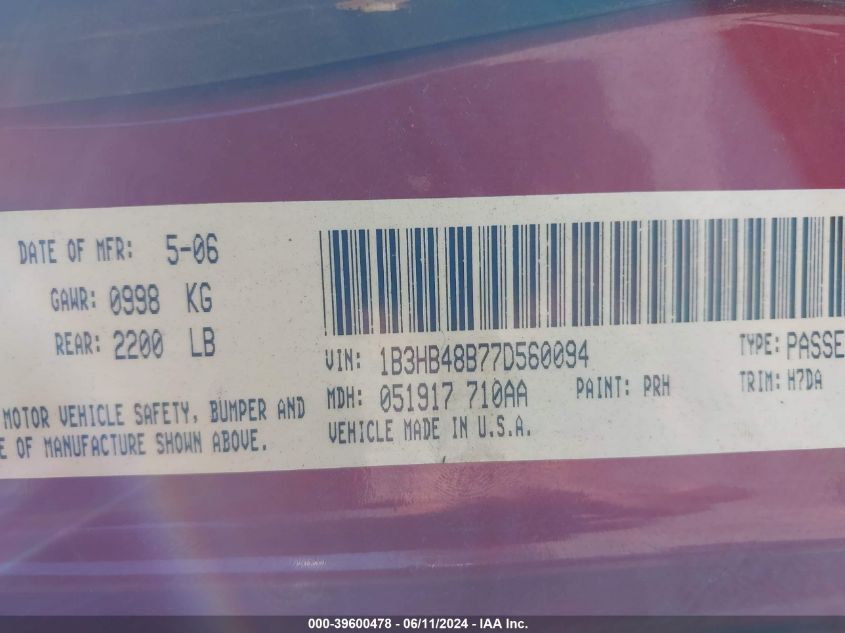 DATE OF MFR: 5-06
GAWR: 0998 KG
REAR: 2200 LB
MOTOR VEHICLE SAFETY, BUMPER AND
E OF MANUFACTURE SHOWN ABOVE.
VIN: 1B3HB48B77D560094
TYPE: PASSE
MDH: 051917 710AA
PAINT: PRH
TRIM: H7DA
VEHICLE MADE IN U.S.A.
000-39600478 - 06/11/2024 - IAA Inc.